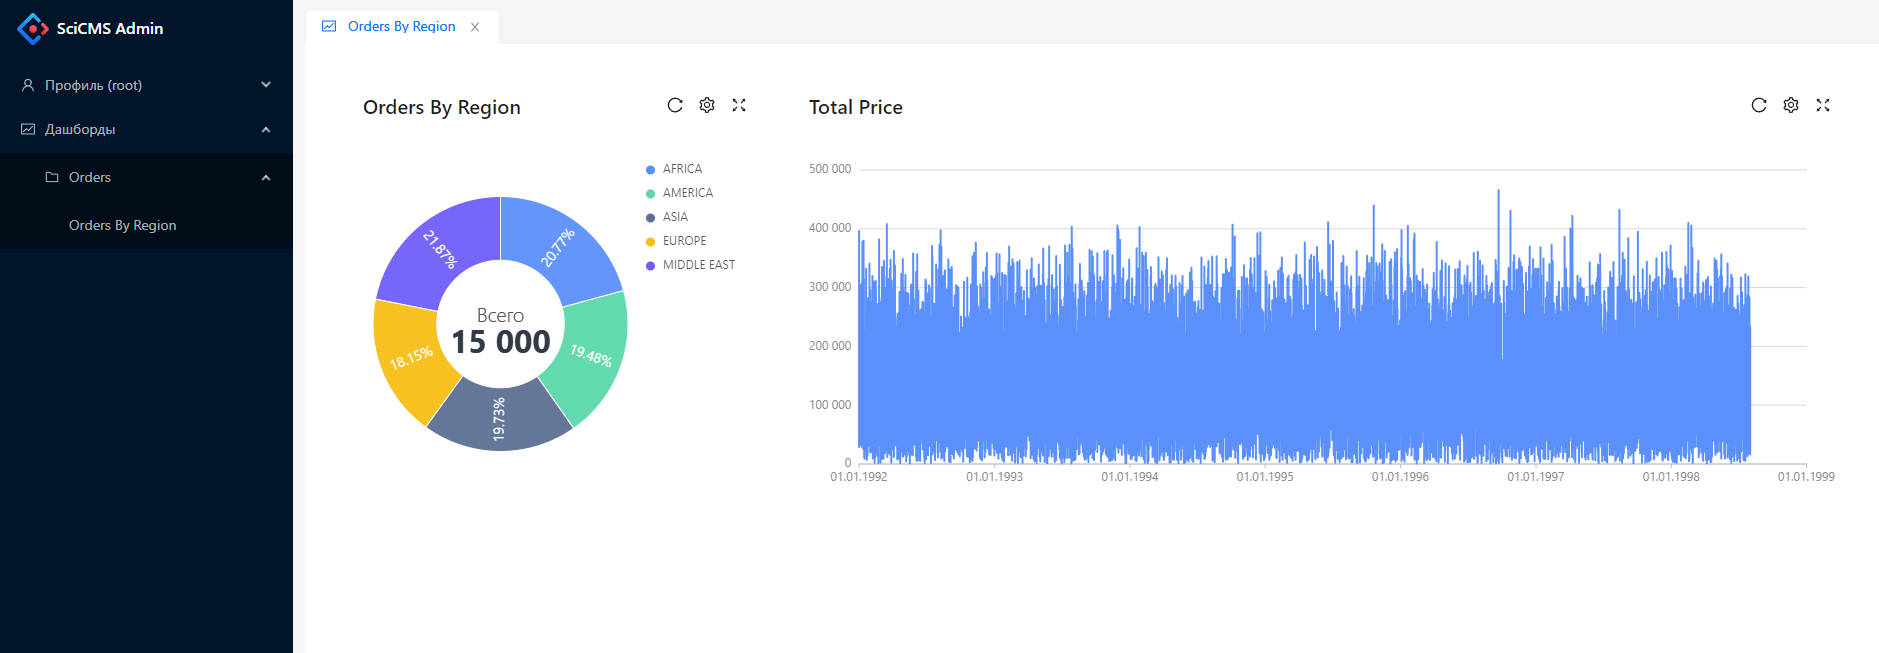 SciCMS Admin
Профиль (root)
Дашборды
Orders
Orders By Region
Orders By Region
Orders By Region
AFRICA
AMERICA
ASIA
EUROPE
MIDDLE EAST
20.77%
19.48%
19.73%
18.15%
21.87%
Всего
15 000
Total Price
500 000
400 000
300 000
200 000
100 000
0
01.01.1992
01.01.1993
01.01.1994
01.01.1995
01.01.1996
01.01.1997
01.01.1998
01.01.1999